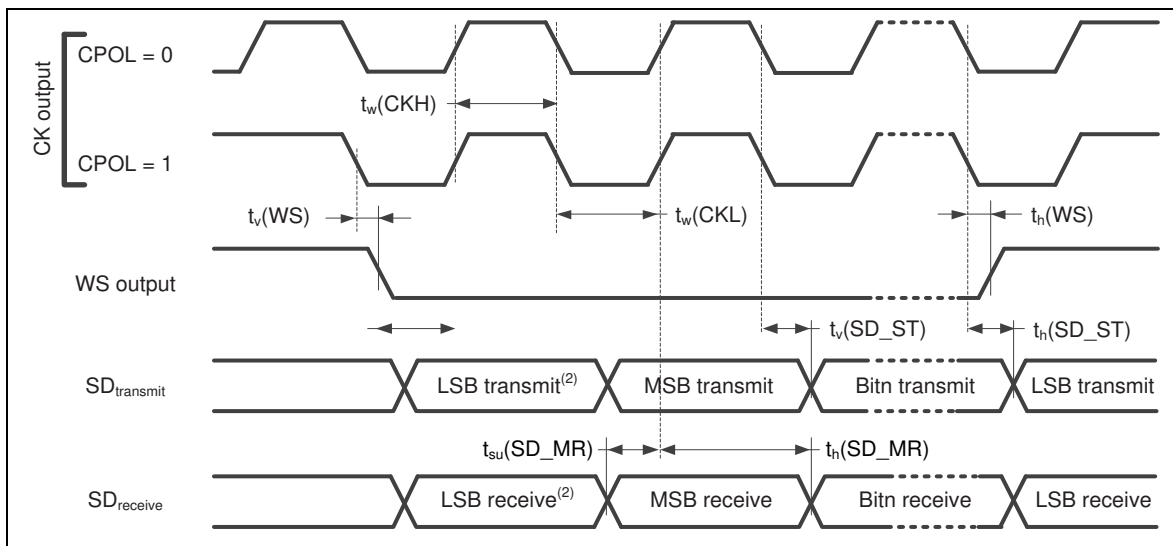 CK output
CPOL = 0
tw(CKH)
CPOL = 1
tv(WS)
tw(CKL)
th(WS)
WS output
tv(SD_ST)
th(SD_ST)
SDtransmit
LSB transmit(2)
MSB transmit
Bitn transmit
LSB transmit
tsu(SD_MR)
th(SD_MR)
SDreceive
LSB receive(2)
MSB receive
Bitn receive
LSB receive